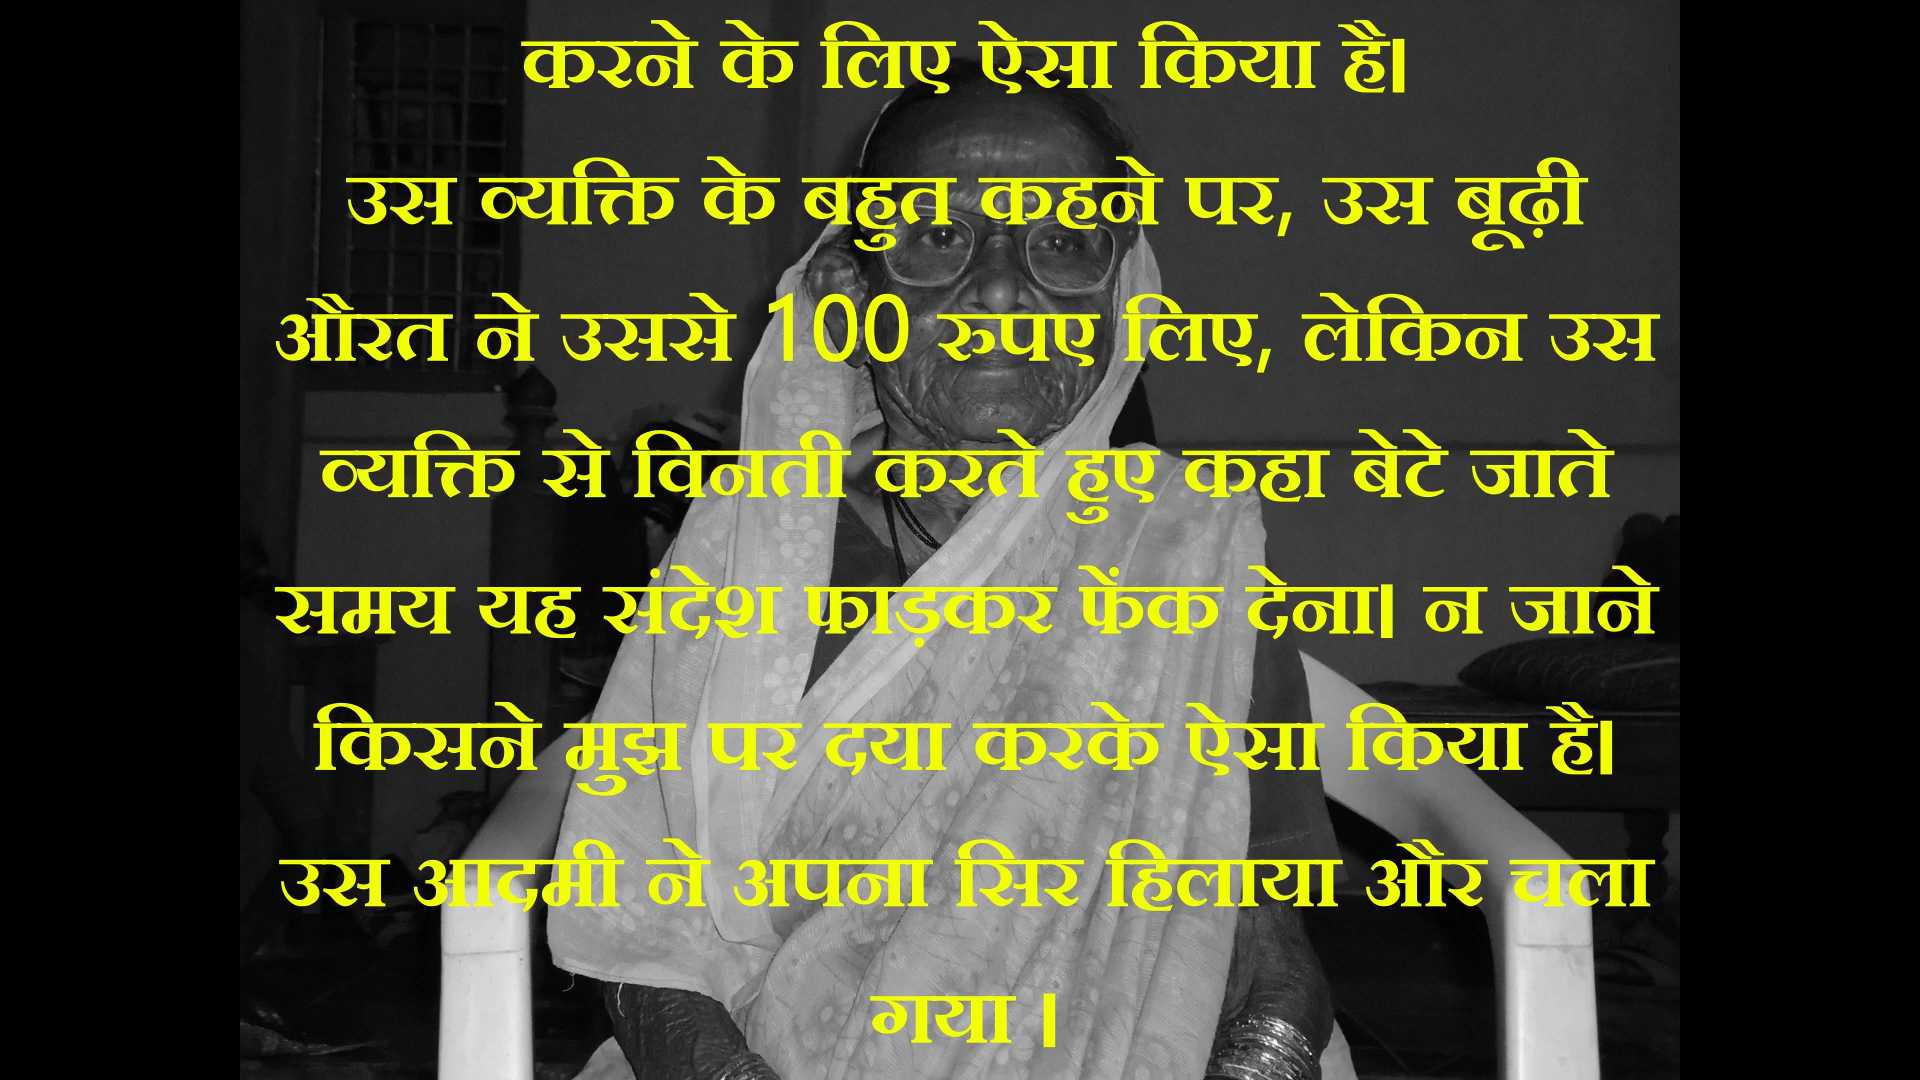 करने के लिए ऐसा किया है।
उस व्यक्ति के बहुत कहने पर, उस बूढ़ी
औरत ने उससे 100 रुपए लिए, लेकिन उस
व्यक्ति से विनती करते हुए कहा बेटे जाते
समय यह संदेश फाड़कर फेंक देना। न जाने
किसने मुझ पर दया करके ऐसा किया है।
उस आदमी ने अपना सिर हिलाया और चला
गया ।